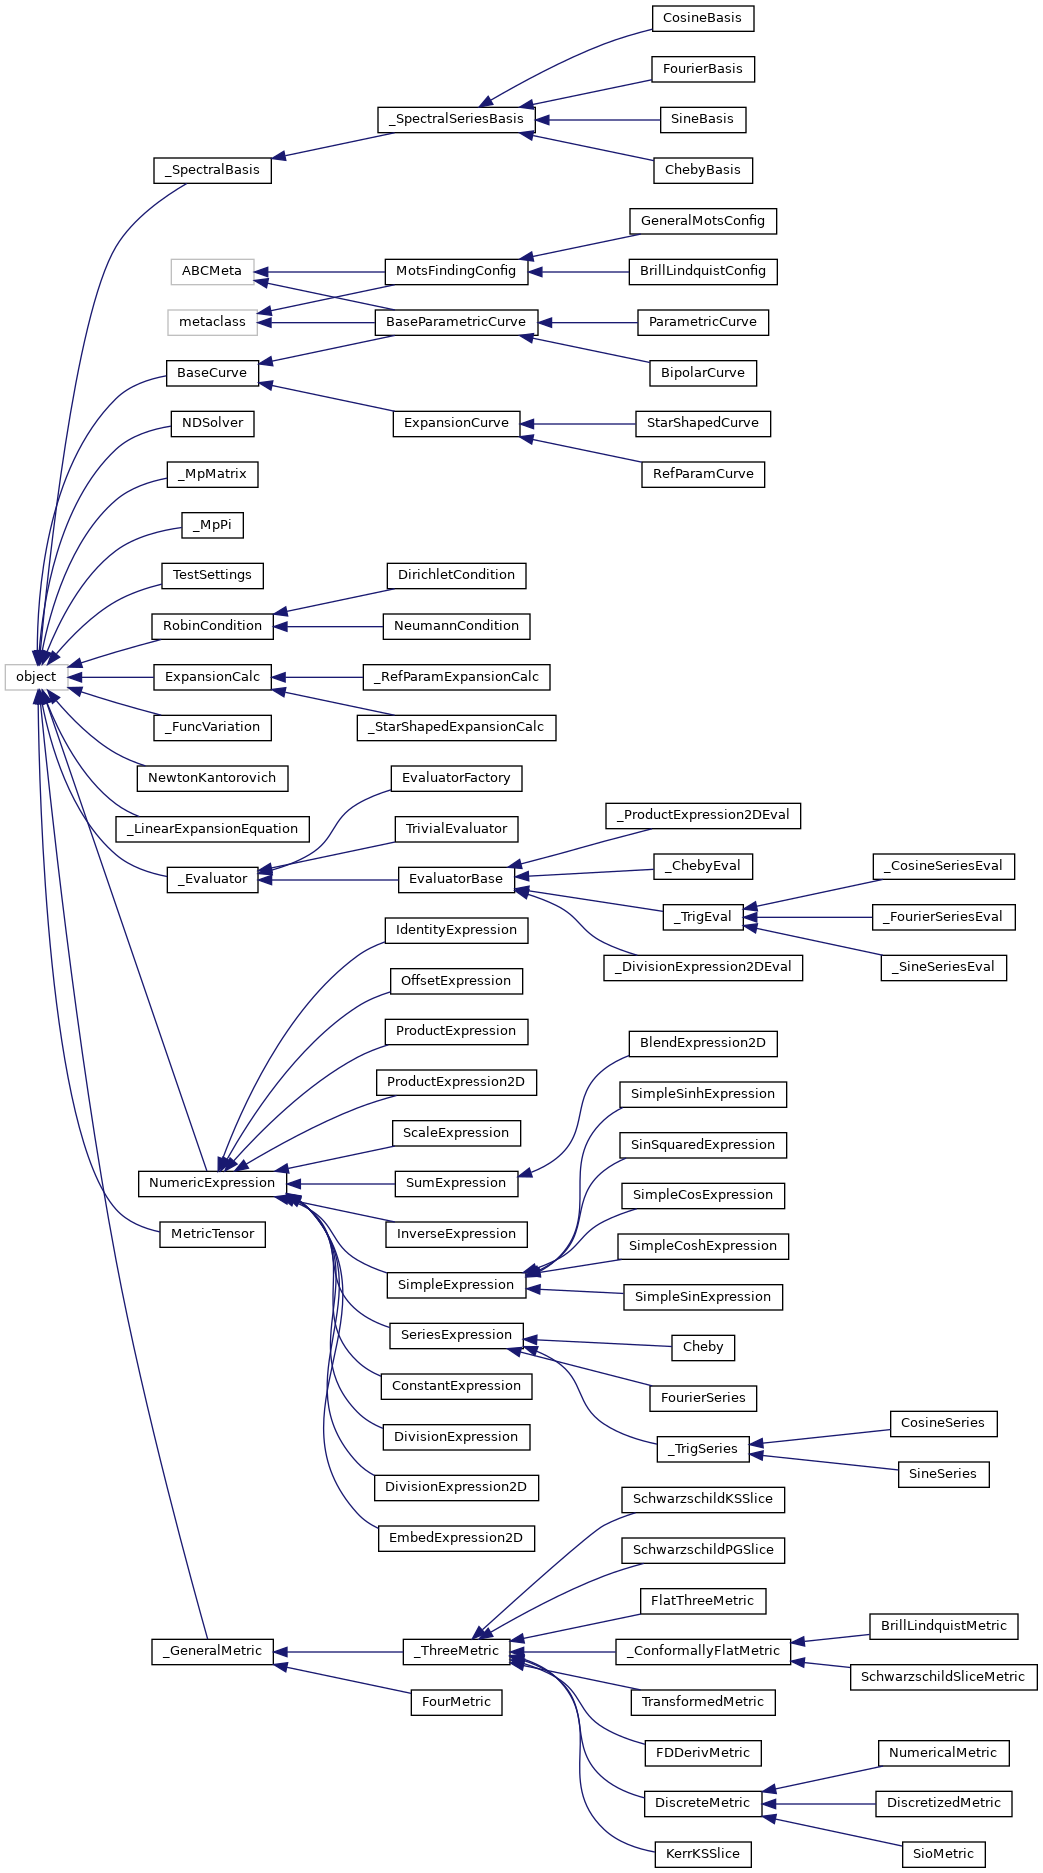 CosineBasis
FourierBasis
_SpectralSeriesBasis
SineBasis
_SpectralBasis
ChebyBasis
GeneralMotsConfig
ABCMeta
MotsFindingConfig
BrillLindquistConfig
metaclass
BaseParametricCurve
ParametricCurve
BaseCurve
BipolarCurve
NDSolver
ExpansionCurve
StarShapedCurve
_MpMatrix
RefParamCurve
_MpPi
TestSettings
DirichletCondition
RobinCondition
NeumannCondition
object
ExpansionCalc
_RefParamExpansionCalc
_FuncVariation
_StarShapedExpansionCalc
NewtonKantorovich
EvaluatorFactory
_LinearExpansionEquation
TrivialEvaluator
_ProductExpression2DEval
_Evaluator
EvaluatorBase
_ChebyEval
_CosineSeriesEval
_TrigEval
_FourierSeriesEval
_DivisionExpression2DEval
_SineSeriesEval
IdentityExpression
OffsetExpression
ProductExpression
BlendExpression2D
ProductExpression2D
SimpleSinhExpression
ScaleExpression
SinSquaredExpression
NumericExpression
SumExpression
SimpleCosExpression
MetricTensor
InverseExpression
SimpleCoshExpression
SimpleExpression
SimpleSinExpression
SeriesExpression
Cheby
ConstantExpression
FourierSeries
DivisionExpression
_TrigSeries
CosineSeries
SineSeries
DivisionExpression2D
SchwarzschildKSSlice
EmbedExpression2D
SchwarzschildPGSlice
FlatThreeMetric
_GeneralMetric
_ThreeMetric
_ConformallyFlatMetric
BrillLindquistMetric
SchwarzschildSliceMetric
FourMetric
TransformedMetric
FDDerivMetric
NumericalMetric
DiscreteMetric
DiscretizedMetric
KerrKSSlice
SioMetric